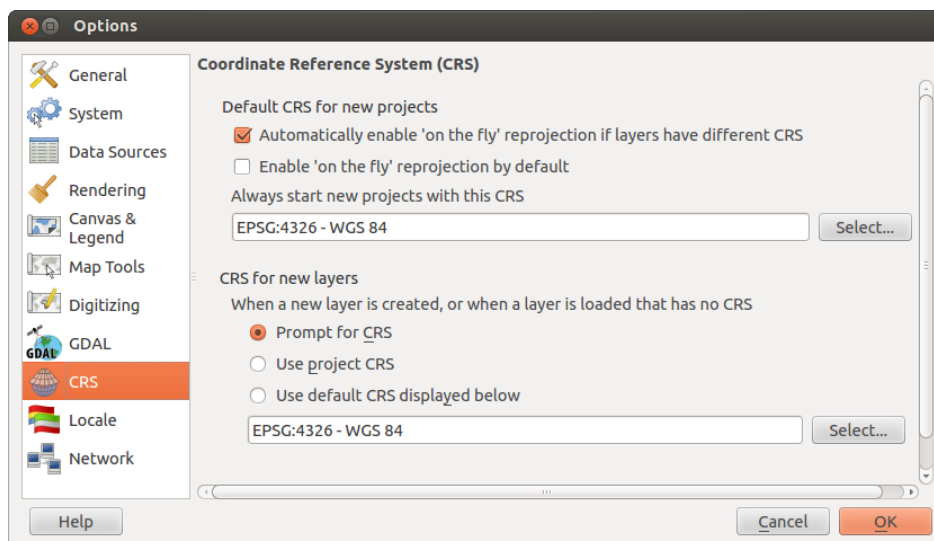 Options
General
System
Data Sources
Rendering
Canvas &
Legend
Map Tools
Digitizing
GDAL
GDAL
CRS
Locale
Network
Coordinate Reference System (CRS)
Default CRS for new projects
Automatically enable 'on the fly' reprojection if layers have different CRS
Enable 'on the fly' reprojection by default
Always start new projects with this CRS
EPSG:4326 - WGS 84 Select...
CRS for new layers
When a new layer is created, or when a layer is loaded that has no CRS
Prompt for CRS
Use project CRS
Use default CRS displayed below
EPSG:4326 - WGS 84 Select...
Help Cancel OK